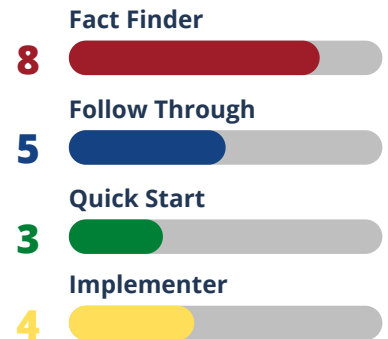 Fact Finder
8
Follow Through
5
Quick Start
3
Implementer
4